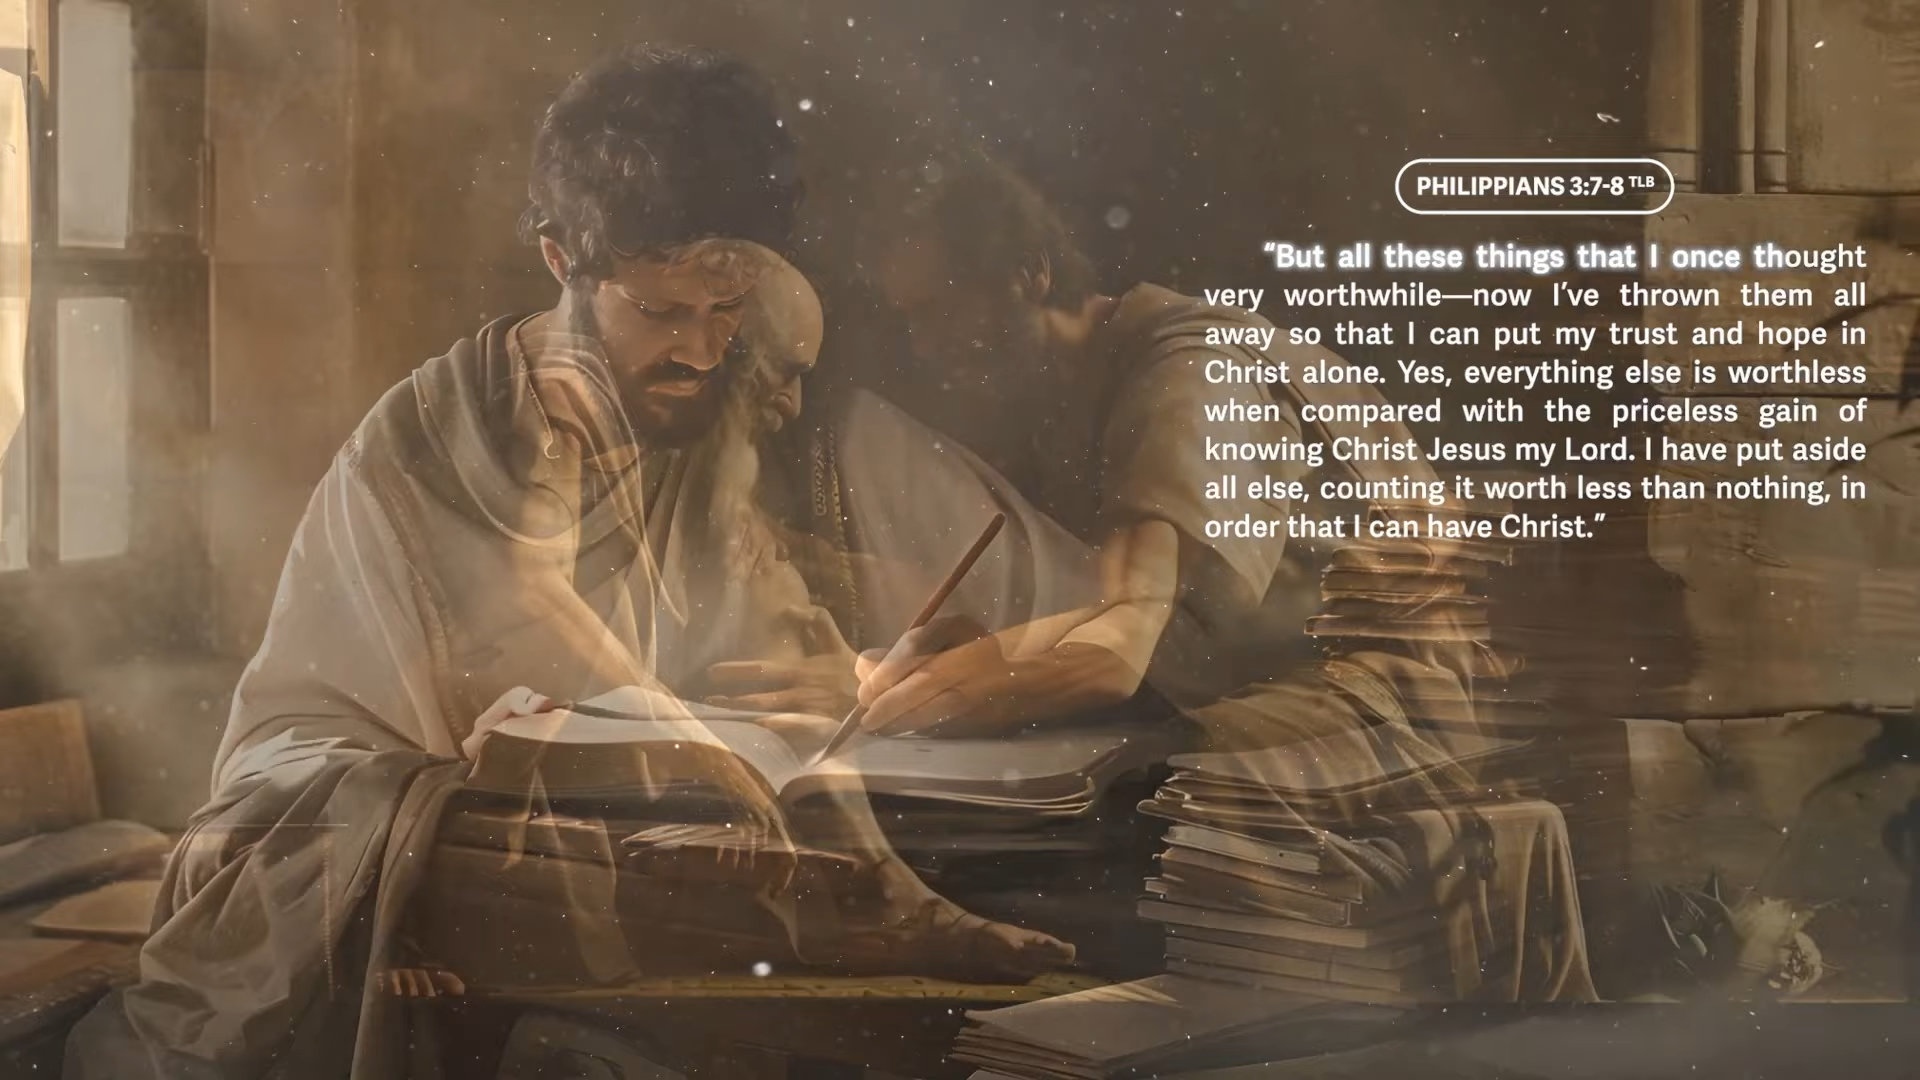 PHILIPPIANS 3:7-8 TLB
“But all these things that I once thought
very worthwhile—now I’ve thrown them all
away so that I can put my trust and hope in
Christ alone. Yes, everything else is worthless
when compared with the priceless gain of
knowing Christ Jesus my Lord. I have put aside
all else, counting it worth less than nothing, in
order that I can have Christ.”